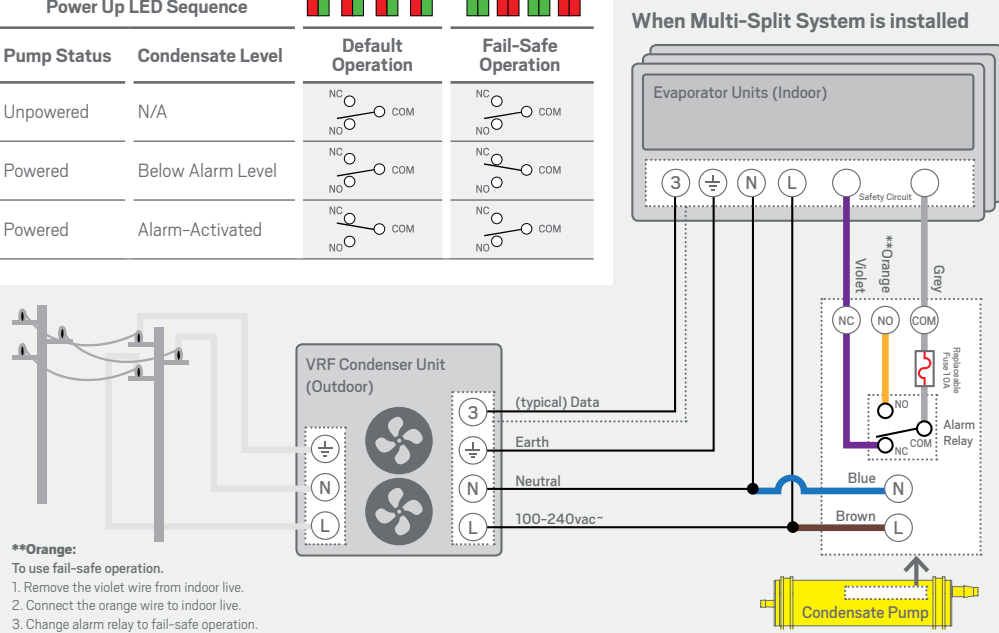 Power Up LED Sequence
Pump Status Condensate Level Default Operation Fail-Safe Operation
Unpowered N/A NC NO COM NC NO COM
Powered Below Alarm Level NC NO COM NC NO COM
Powered Alarm-Activated NC NO COM NC NO COM
When Multi-Split System is installed
Evaporator Units (Indoor)
3 N L
Safety Circuit
Violet
**Orange
Grey
NC NO COM
Replaceable
Fuse 10A
NO
COM
NC
Alarm
Relay
Blue N
Brown L
Condensate Pump
VRF Condenser Unit
(Outdoor)
N
L
3
N
L
(typical) Data
Earth
Neutral
100-240vac~
**Orange:
To use fail-safe operation.
1. Remove the violet wire from indoor live.
2. Connect the orange wire to indoor live.
3. Change alarm relay to fail-safe operation.